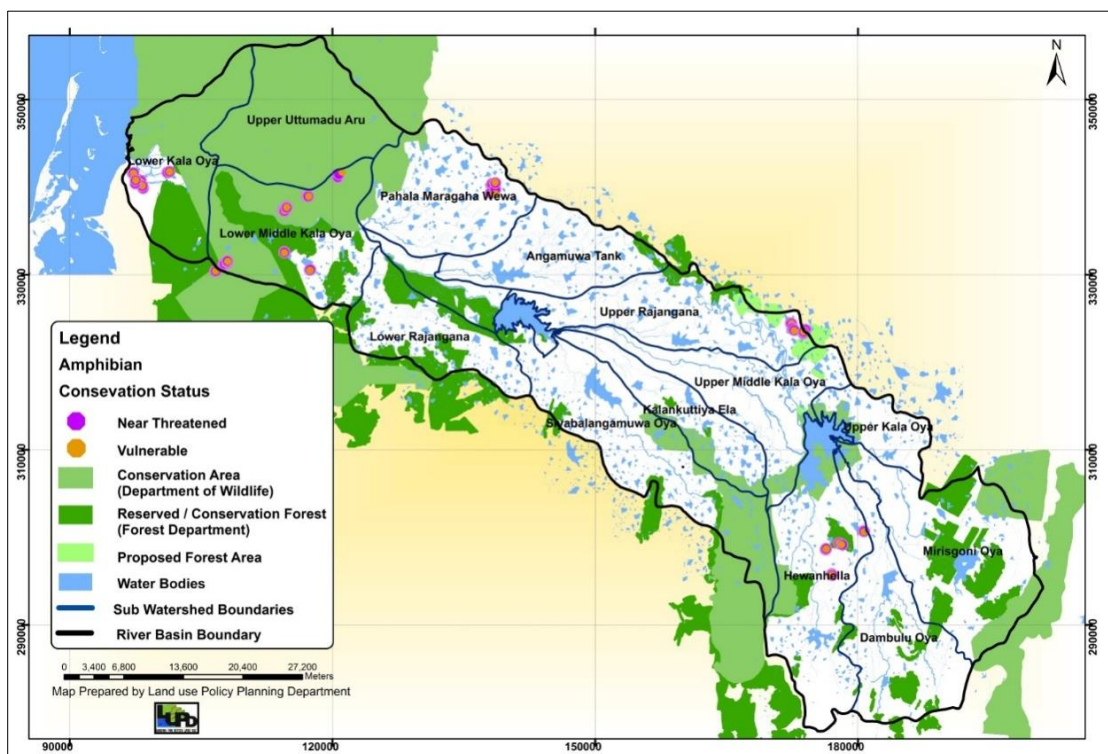 N
350000
350000
Upper Uttumadu Aru
Lower Kala Oya
Pahala Maragaha Wewa
Lower Middle Kala Oya
Angamuwa Tank
330000
330000
Upper Rajangana
Lower Rajangana
Upper Middle Kala Oya
Kalankuttiya Ela
Siyabalangamuwa Oya
Upper Kala Oya
310000
310000
Mirisgoni Oya
Hewanhella
Dambulu Oya
290000
290000
Legend
Amphibian
Consevation Status
Near Threatened
Vulnerable
Conservation Area
(Department of Wildlife)
Reserved / Conservation Forest
(Forest Department)
Proposed Forest Area
Water Bodies
Sub Watershed Boundaries
River Basin Boundary
0 3,400 6,800 13,600 20,400 27,200
Meters
Map Prepared by Land use Policy Planning Department
LUPPD
90000 120000 150000 180000